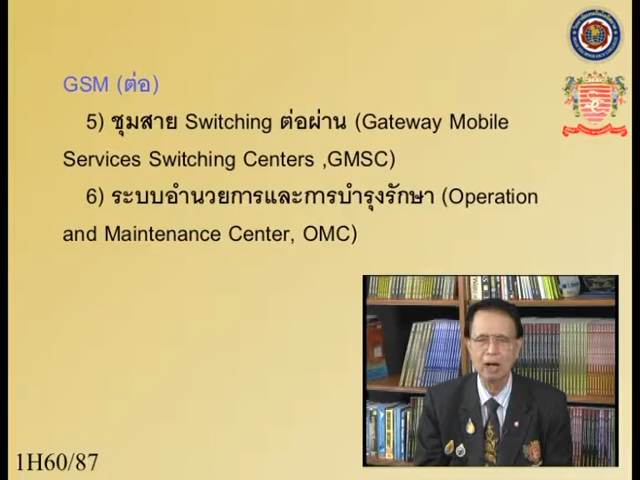 GSM (ต่อ)
5) ชุมสาย Switching ต่อผ่าน (Gateway Mobile
Services Switching Centers ,GMSC)
6) ระบบอำนวยการและการบำรุงรักษา (Operation
and Maintenance Center, OMC)
1H60/87